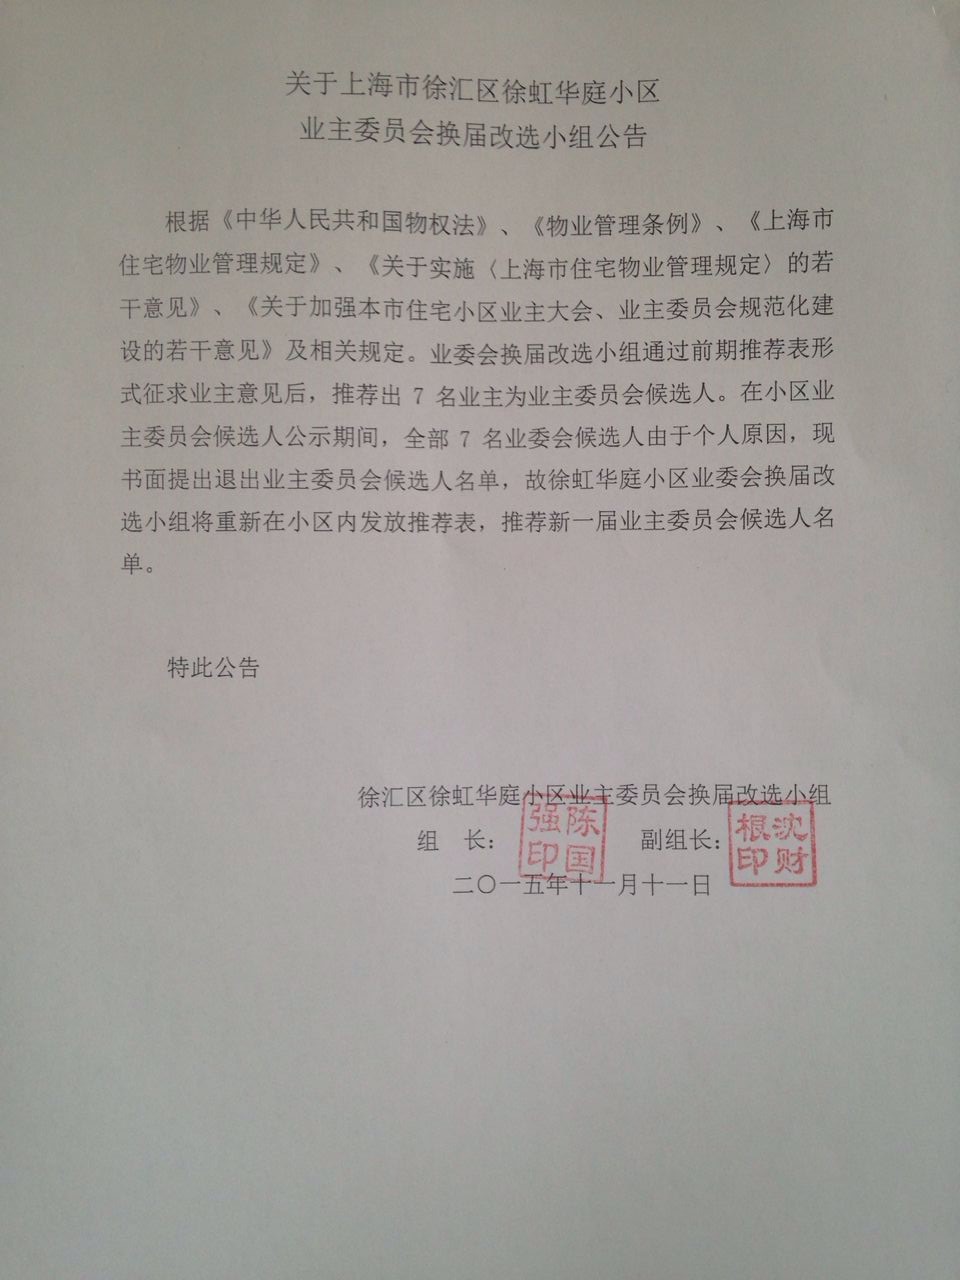 关于上海市徐汇区徐虹华庭小区
业主委员会换届改选小组公告
根据《中华人民共和国物权法》、《物业管理条例》、《上海市
住宅物业管理规定》、《关于实施〈上海市住宅物业管理规定〉的若
干意见》、《关于加强本市住宅小区业主大会、业主委员会规范化建
设的若干意见》及相关规定。业委会换届改选小组通过前期推荐表形
式征求业主意见后，推荐出 7 名业主为业主委员会候选人。在小区业
主委员会候选人公示期间，全部 7 名业委会候选人由于个人原因，现
书面提出退出业主委员会候选人名单，故徐虹华庭小区业委会换届改
选小组将重新在小区内发放推荐表，推荐新一届业主委员会候选人名
单。
特此公告
徐汇区徐虹华庭小区业主委员会换届改选小组
组 长： 陈国强印 副组长： 沈财根印
二〇一五年十一月十一日